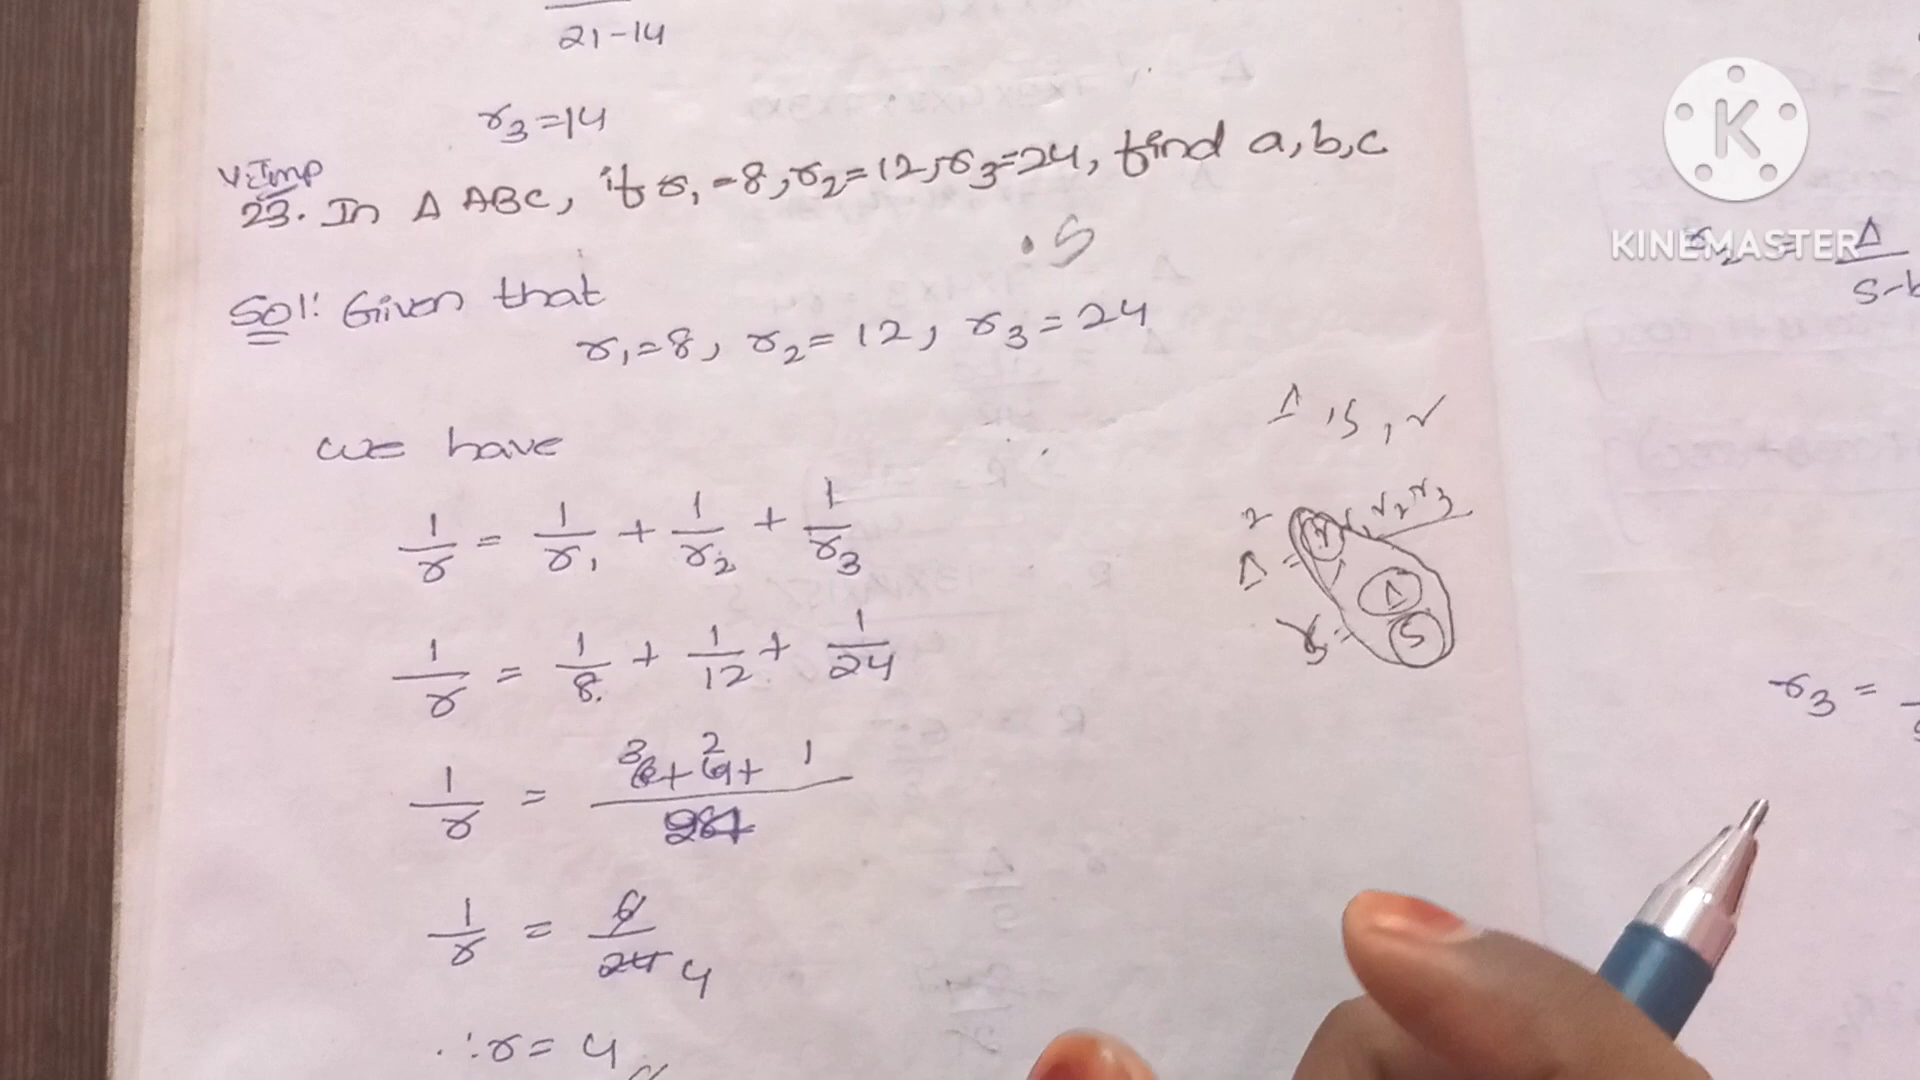 21-14
r3=14
V.Imp
23. In Δ ABC, if r1=8, r2=12, r3=24, find a, b, c
.S
Sol: Given that
r1=8, r2=12, r3=24
we have
Δ, s, r
1/r = 1/r1 + 1/r2 + 1/r3
1/r = 1/8 + 1/12 + 1/24
1/r = 3+2+1/24
1/r = 6/24 4
∴ r = 4
K
KINEMASTER
r2 = Δ/s-b
r3 =
Δ
S